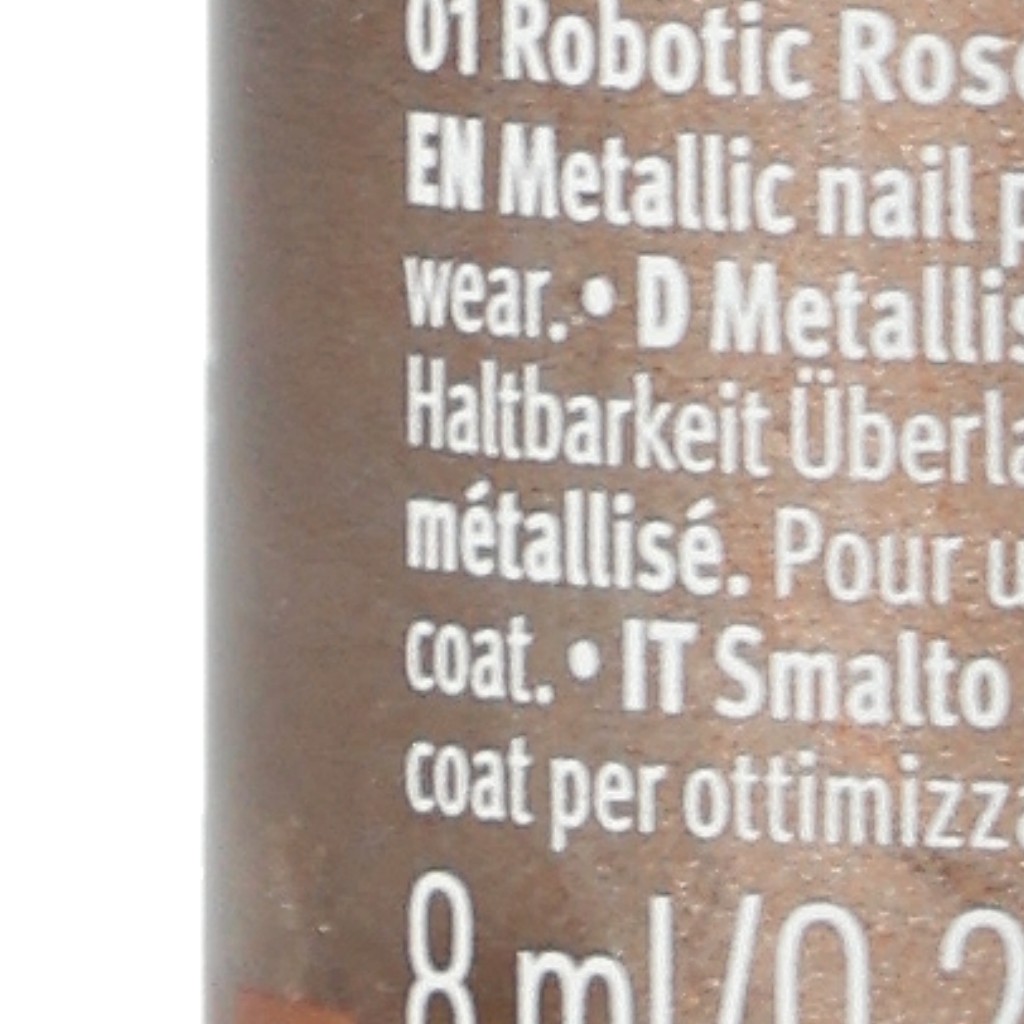 01 Robotic Rose
EN Metallic nail
wear. • D Metallis
Haltbarkeit Überla
métallisé. Pour u
coat. • IT Smalto
coat per ottimizza
8 ml/0.2